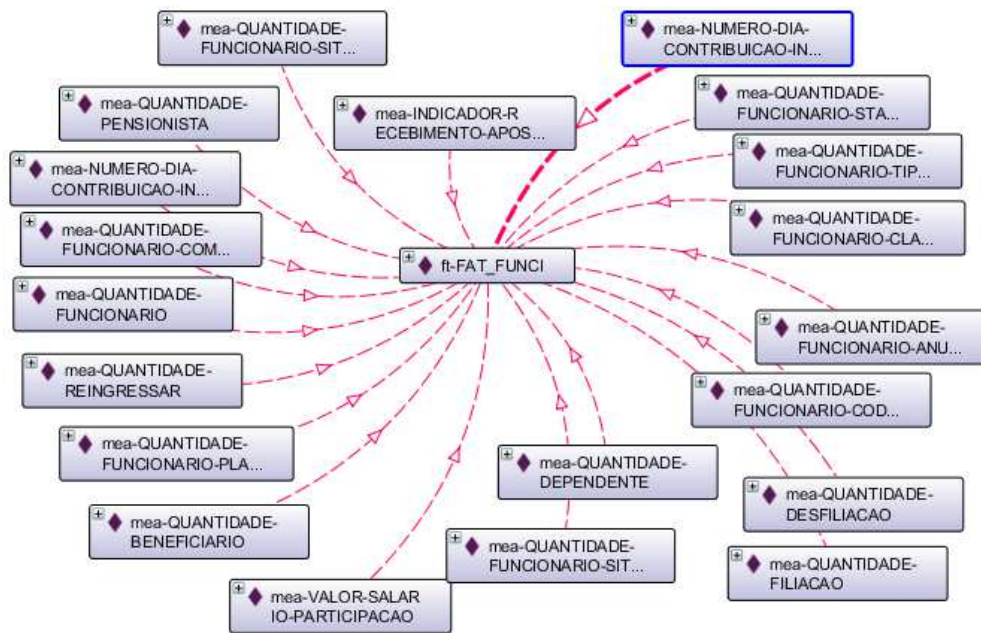 mea-QUANTIDADE-
FUNCIONARIO-SIT...
mea-NUMERO-DIA-
CONTRIBUICAO-IN...
mea-QUANTIDADE-
PENSIONISTA
mea-INDICADOR-R
ECEBIMENTO-APOS...
mea-QUANTIDADE-
FUNCIONARIO-STA...
mea-NUMERO-DIA-
CONTRIBUICAO-IN...
mea-QUANTIDADE-
FUNCIONARIO-TIP...
mea-QUANTIDADE-
FUNCIONARIO-COM...
mea-QUANTIDADE-
FUNCIONARIO-CLA...
ft-FAT_FUNCI
mea-QUANTIDADE-
FUNCIONARIO
mea-QUANTIDADE-
FUNCIONARIO-ANU...
mea-QUANTIDADE-
REINGRESSAR
mea-QUANTIDADE-
FUNCIONARIO-COD...
mea-QUANTIDADE-
FUNCIONARIO-PLA...
mea-QUANTIDADE-
DEPENDENTE
mea-QUANTIDADE-
DESFILIACAO
mea-QUANTIDADE-
BENEFICIARIO
mea-QUANTIDADE-
FUNCIONARIO-SIT...
mea-QUANTIDADE-
FILIACAO
mea-VALOR-SALAR
IO-PARTICIPACAO